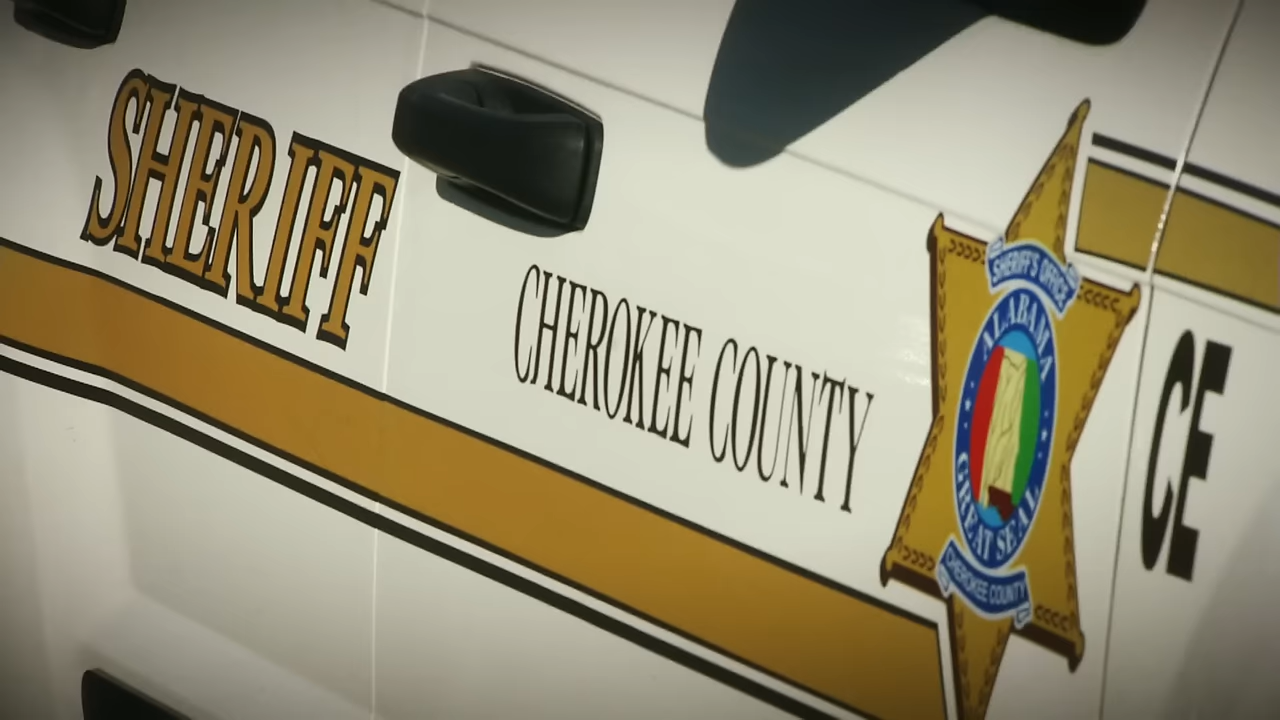 SHERIFF
CHEROKEE COUNTY
SHERIFF'S OFFICE
ALABAMA
GREAT SEAL
CHEROKEE COUNTY
CE